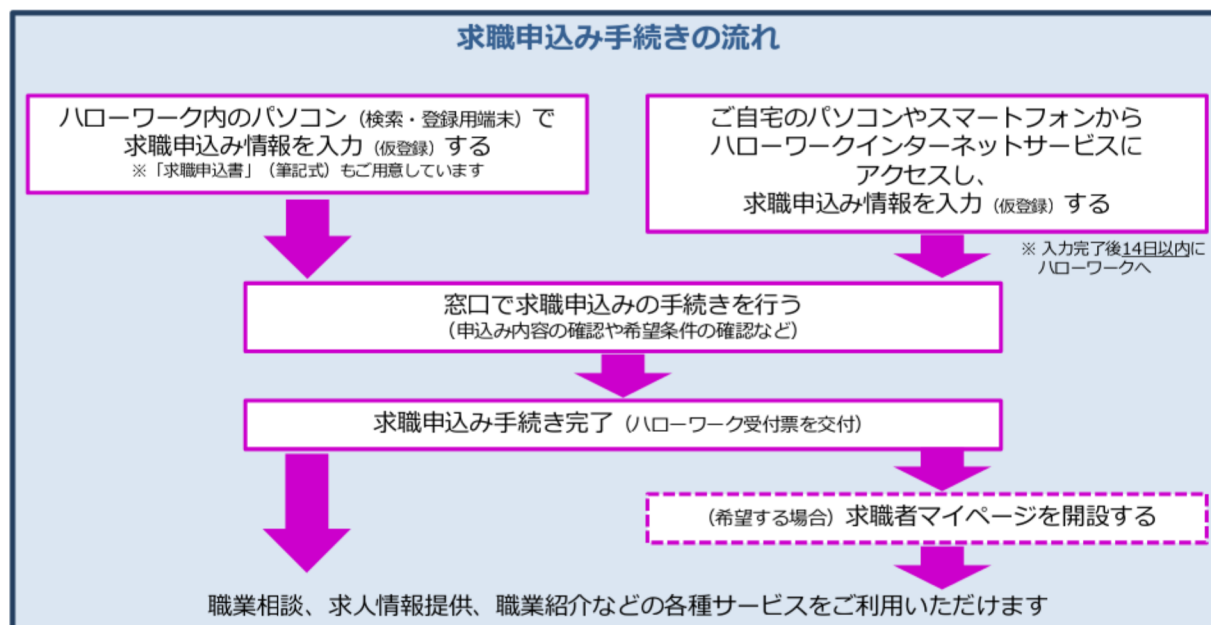 求職申込み手続きの流れ
ハローワーク内のパソコン（検索・登録用端末）で
求職申込み情報を入力（仮登録）する
※「求職申込書」（筆記式）もご用意しています
ご自宅のパソコンやスマートフォンから
ハローワークインターネットサービスに
アクセスし、
求職申込み情報を入力（仮登録）する
※ 入力完了後14日以内に
ハローワークへ
窓口で求職申込みの手続きを行う
（申込み内容の確認や希望条件の確認など）
求職申込み手続き完了（ハローワーク受付票を交付）
（希望する場合）求職者マイページを開設する
職業相談、求人情報提供、職業紹介などの各種サービスをご利用いただけます